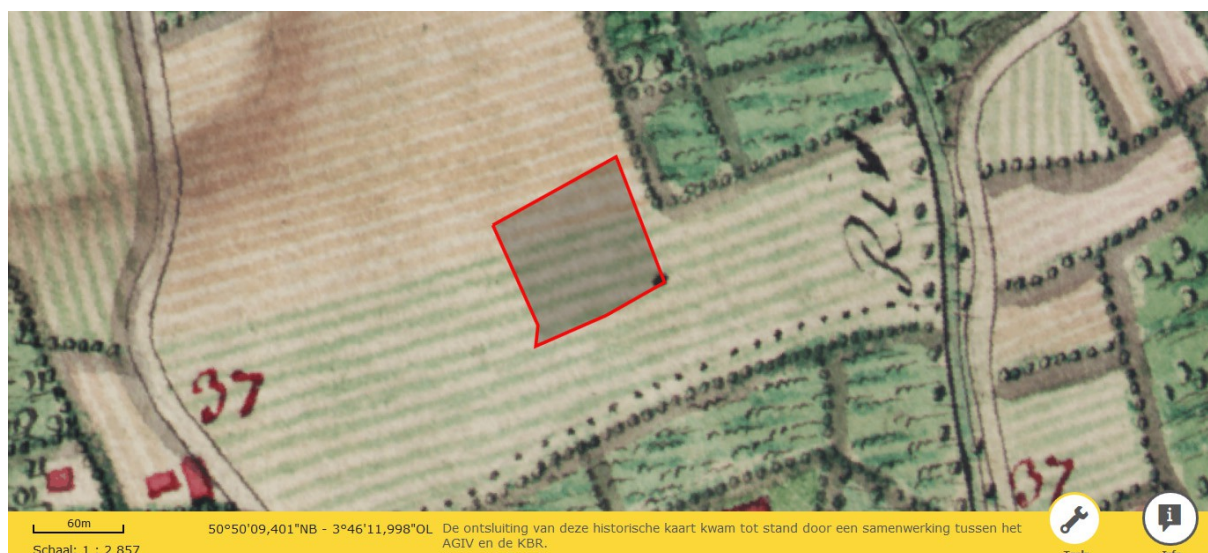 Rui
37
37
60m
50°50'09,401"NB - 3°46'11,998"OL
De ontsluiting van deze historische kaart kwam tot stand door een samenwerking tussen het
AGIV en de KBR.
Schaal: 1 : 2.857